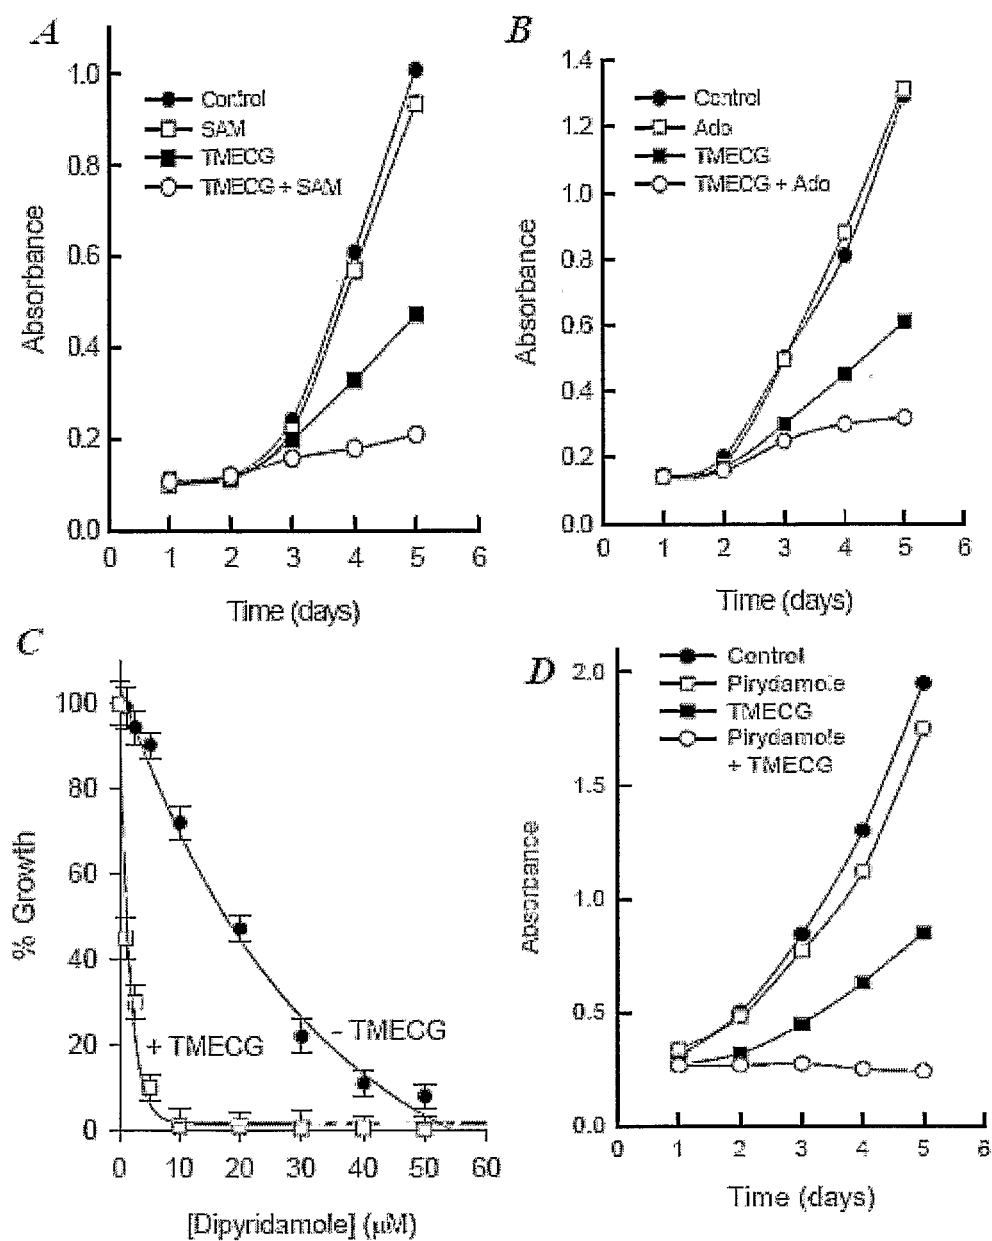 A
1.0
0.8
0.6
0.4
0.2
0.0
0 1 2 3 4 5 6
Absorbance
Time (days)
Control
SAM
TMECG
TMECG + SAM
B
1.4
1.2
1.0
0.8
0.6
0.4
0.2
0.0
0 1 2 3 4 5 6
Absorbance
Time (days)
Control
Ado
TMECG
TMECG + Ado
C
100
80
60
40
20
0
0 10 20 30 40 50 60
% Growth
[Dipyridamole] (µM)
+ TMECG
- TMECG
D
2.0
1.5
1.0
0.5
0.0
0 1 2 3 4 5 6
Absorbance
Time (days)
Control
Pirydamole
TMECG
Pirydamole
+ TMECG